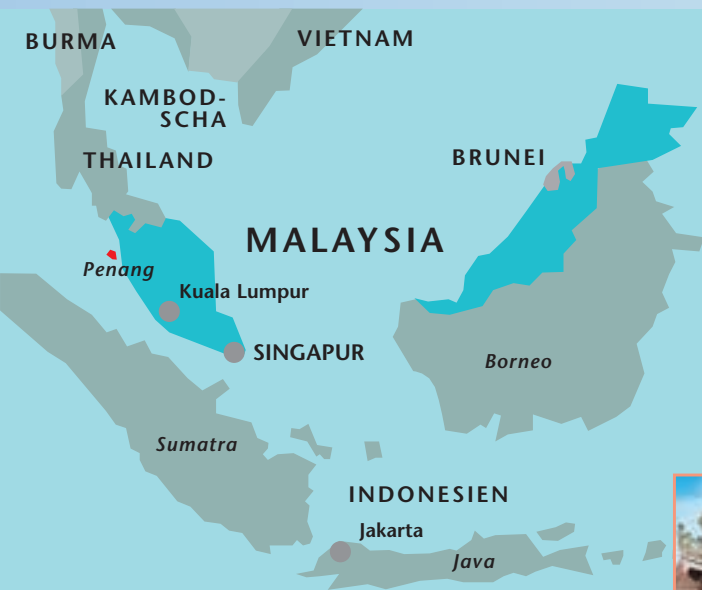 BURMA
VIETNAM
KAMBOD-
SCHA
THAILAND
BRUNEI
MALAYSIA
Penang
Kuala Lumpur
SINGAPUR
Borneo
Sumatra
INDONESIEN
Jakarta
Java